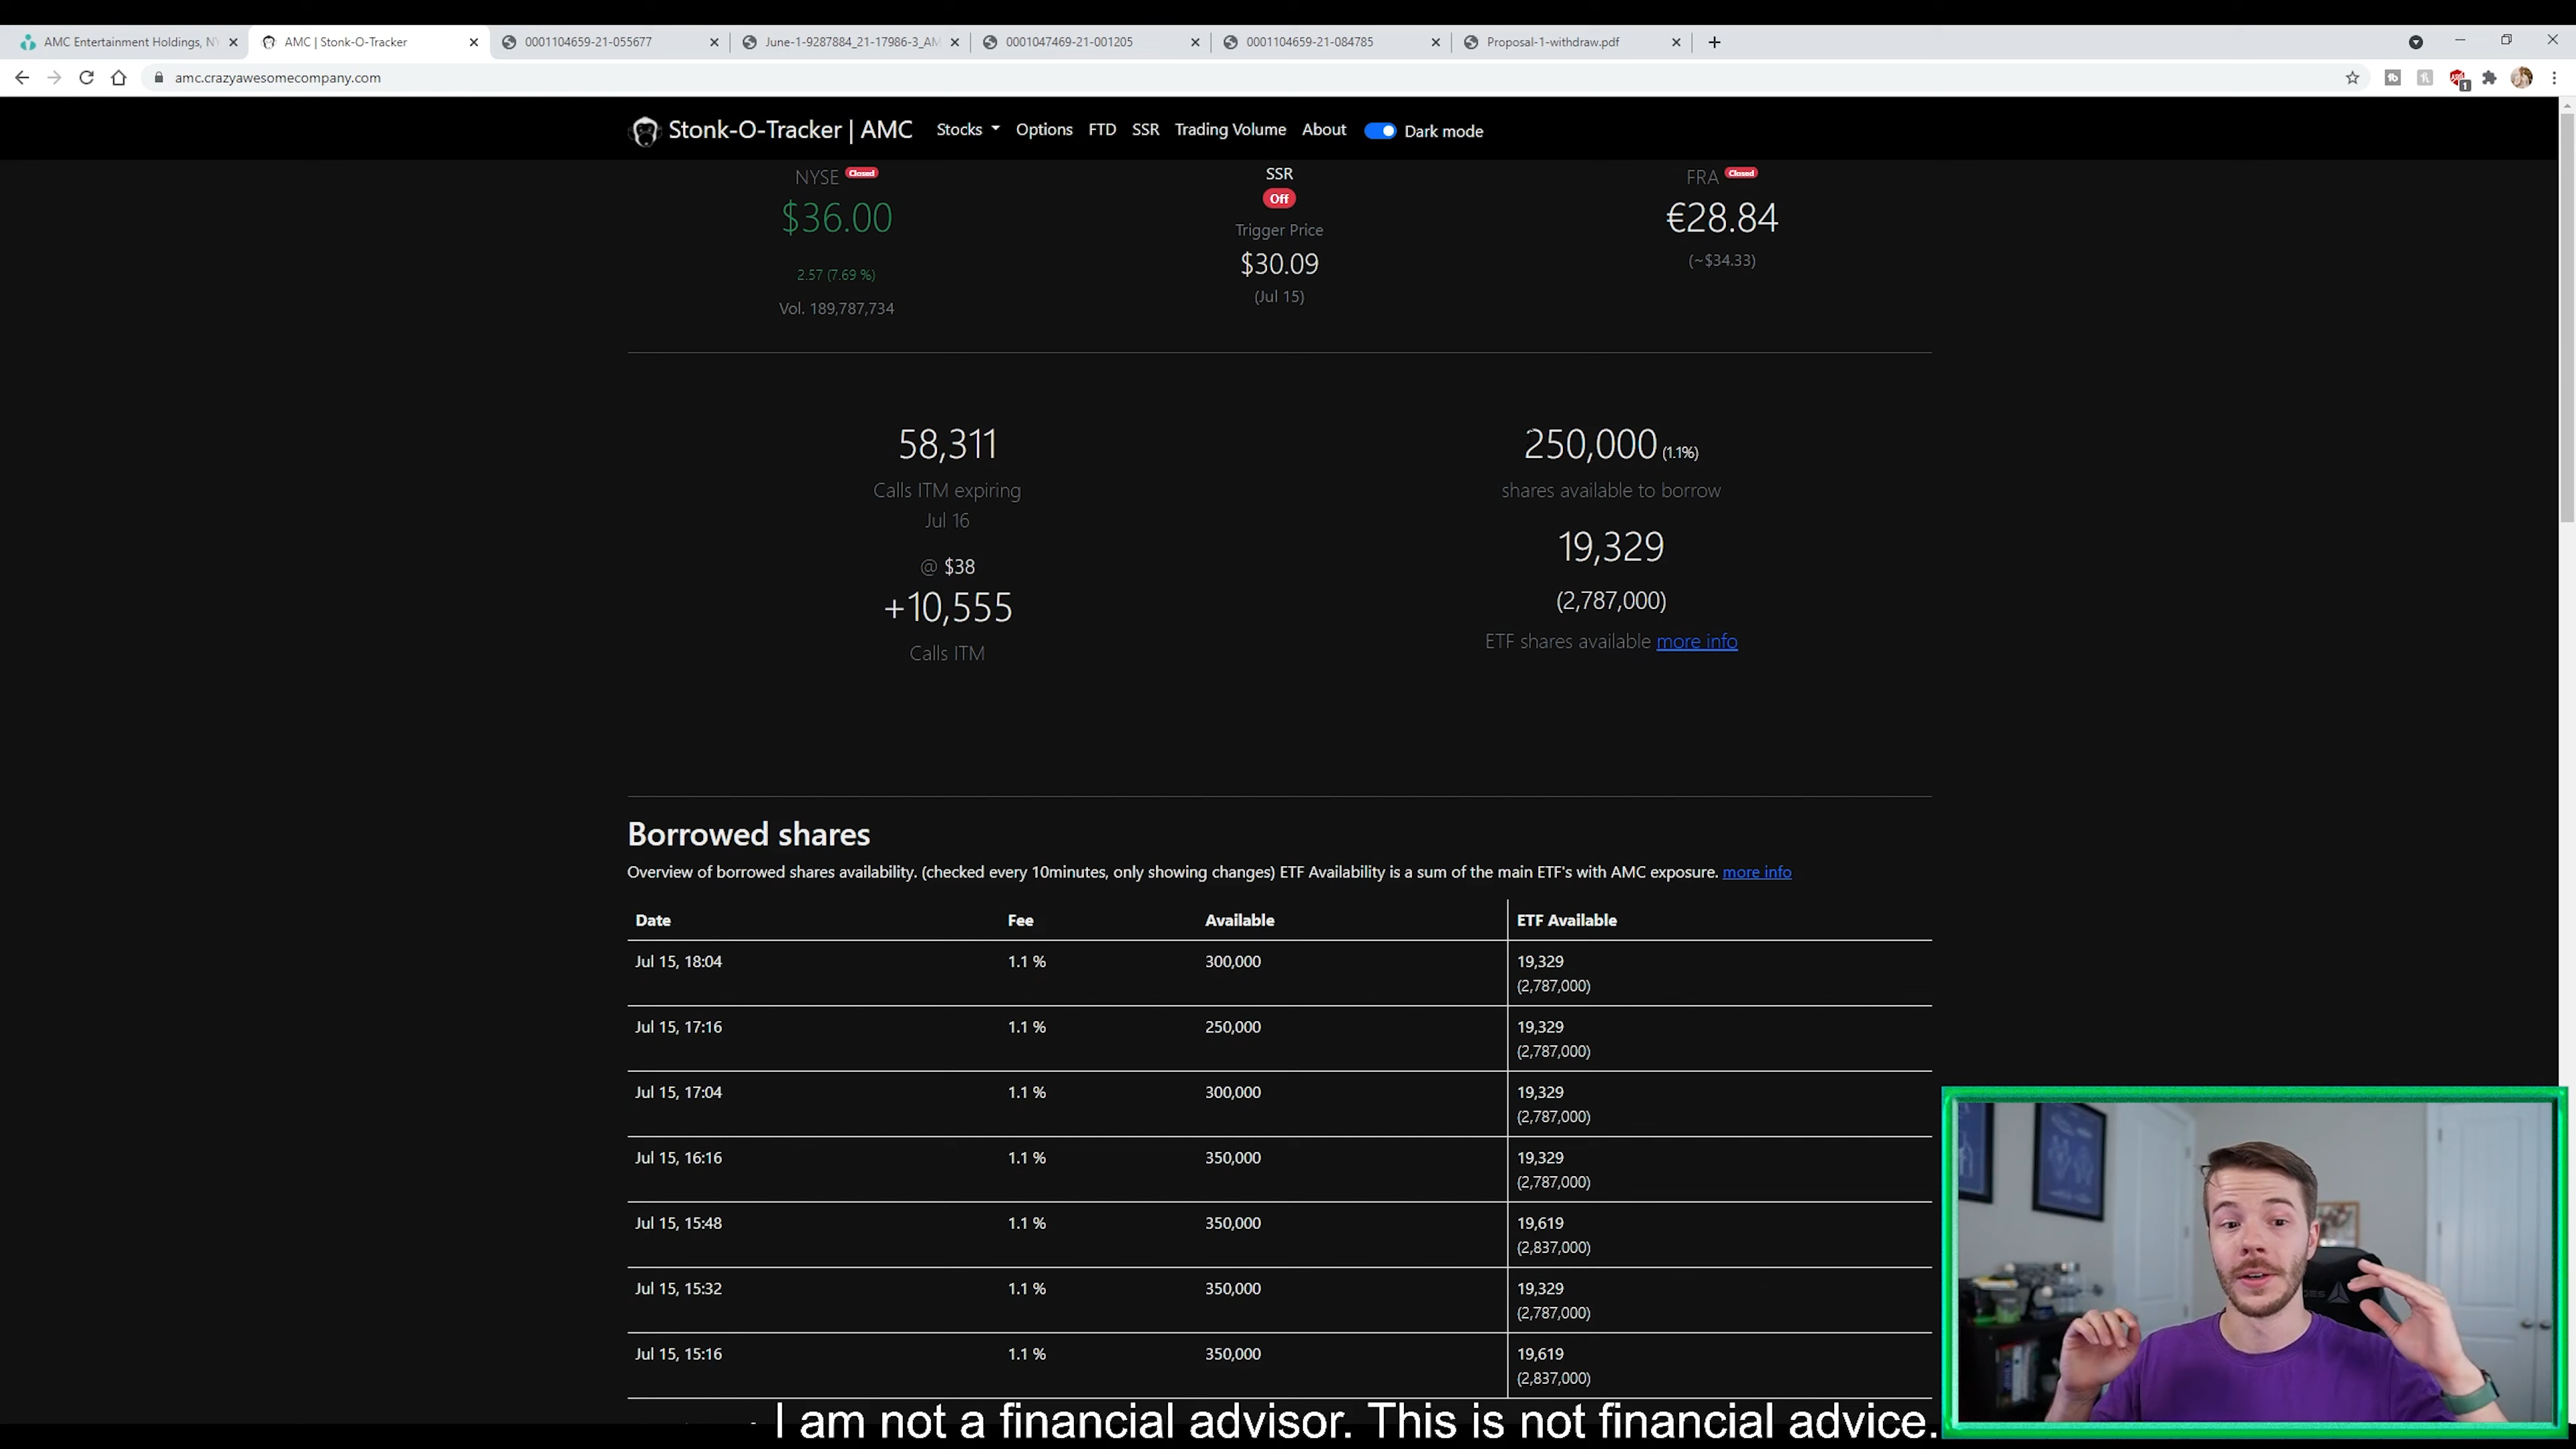 AMC Entertainment Holdings, NY
AMC | Stonk-O-Tracker
0001104659-21-055677
June-1-9287884_21-17986-3_AM
0001047469-21-001205
0001104659-21-084785
Proposal-1-withdraw.pdf
amc.crazyawesomecompany.com
Stonk-O-Tracker | AMC
Stocks
Options
FTD
SSR
Trading Volume
About
Dark mode
NYSE Closed
$36.00
2.57 (7.69 %)
Vol. 189,787,734
SSR
Off
Trigger Price
$30.09
(Jul 15)
FRA Closed
€28.84
(~$34.33)
58,311
Calls ITM expiring
Jul 16
@ $38
+10,555
Calls ITM
250,000 (1.1%)
shares available to borrow
19,329
(2,787,000)
ETF shares available more info
Borrowed shares
Overview of borrowed shares availability. (checked every 10minutes, only showing changes) ETF Availability is a sum of the main ETF's with AMC exposure. more info
Date Fee Available ETF Available
Jul 15, 18:04 1.1 % 300,000 19,329
(2,787,000)
Jul 15, 17:16 1.1 % 250,000 19,329
(2,787,000)
Jul 15, 17:04 1.1 % 300,000 19,329
(2,787,000)
Jul 15, 16:16 1.1 % 350,000 19,329
(2,787,000)
Jul 15, 15:48 1.1 % 350,000 19,619
(2,837,000)
Jul 15, 15:32 1.1 % 350,000 19,329
(2,787,000)
Jul 15, 15:16 1.1 % 350,000 19,619
(2,837,000)
I am not a financial advisor. This is not financial advice.